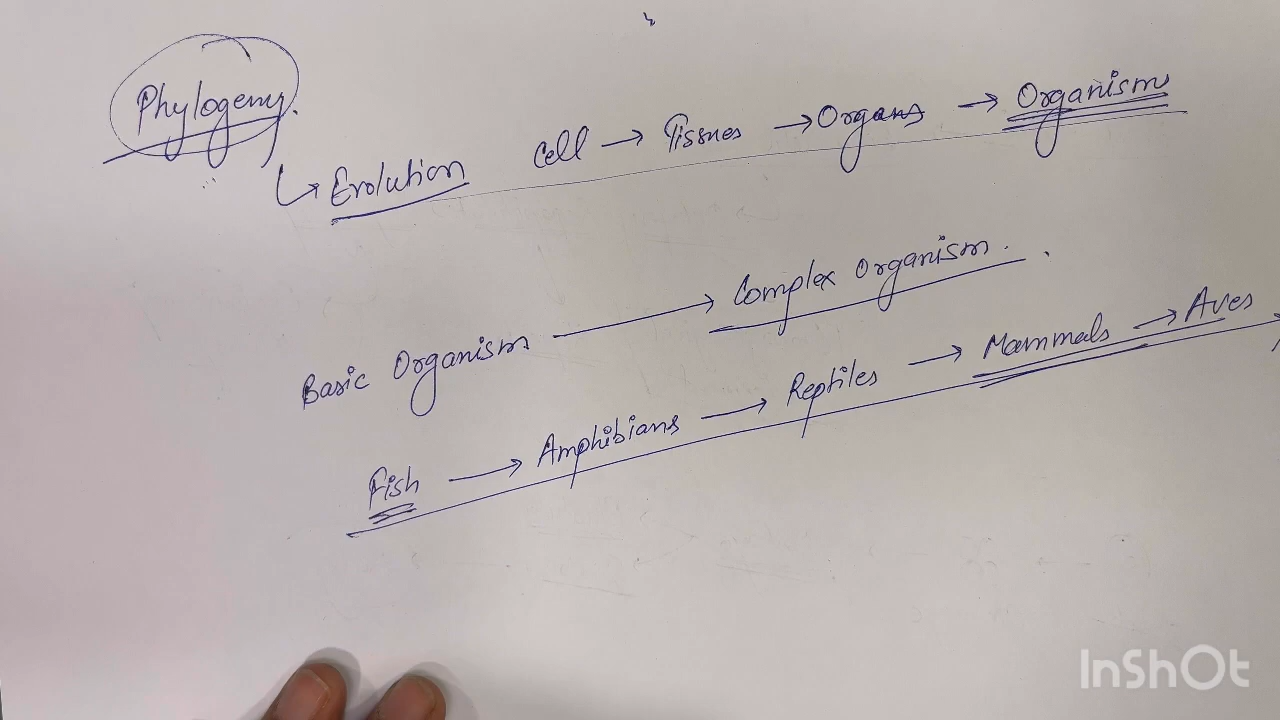 Phylogeny.
↳ Evolution Cell → Tissues → Organs → Organism
Basic Organism → Complex Organism.
Fish → Amphibians → Reptiles → Mammals → Aves
InShOt